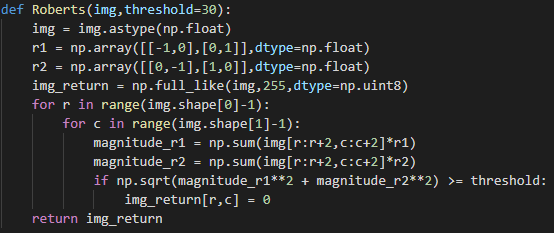 def Roberts(img,threshold=30):
    img = img.astype(np.float)
    r1 = np.array([[-1,0],[0,1]],dtype=np.float)
    r2 = np.array([[0,-1],[1,0]],dtype=np.float)
    img_return = np.full_like(img,255,dtype=np.uint8)
    for r in range(img.shape[0]-1):
        for c in range(img.shape[1]-1):
            magnitude_r1 = np.sum(img[r:r+2,c:c+2]*r1)
            magnitude_r2 = np.sum(img[r:r+2,c:c+2]*r2)
            if np.sqrt(magnitude_r1**2 + magnitude_r2**2) >= threshold:
                img_return[r,c] = 0
    return img_return